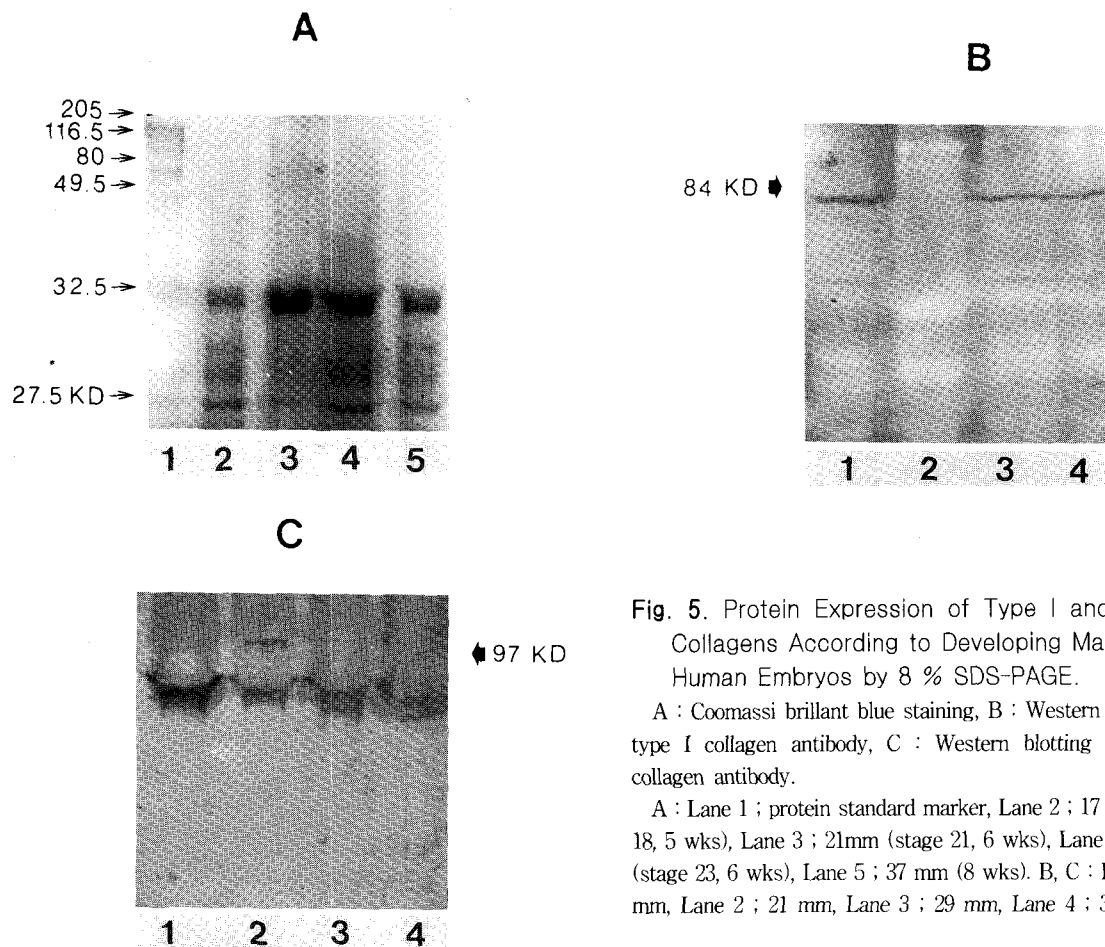 A
205 →
116.5 →
80 →
49.5 →
32.5 →
27.5 KD →
1 2 3 4 5
B
84 KD
1 2 3 4
C
97 KD
1 2 3 4
Fig. 5. Protein Expression of Type I and
Collagens According to Developing Ma
Human Embryos by 8 % SDS-PAGE.
A : Coomassi brillant blue staining, B : Western
type I collagen antibody, C : Western blotting
collagen antibody.
A : Lane 1 ; protein standard marker, Lane 2 ; 17
18, 5 wks), Lane 3 ; 21mm (stage 21, 6 wks), Lane
(stage 23, 6 wks), Lane 5 ; 37 mm (8 wks). B, C :
mm, Lane 2 ; 21 mm, Lane 3 ; 29 mm, Lane 4 ; 3